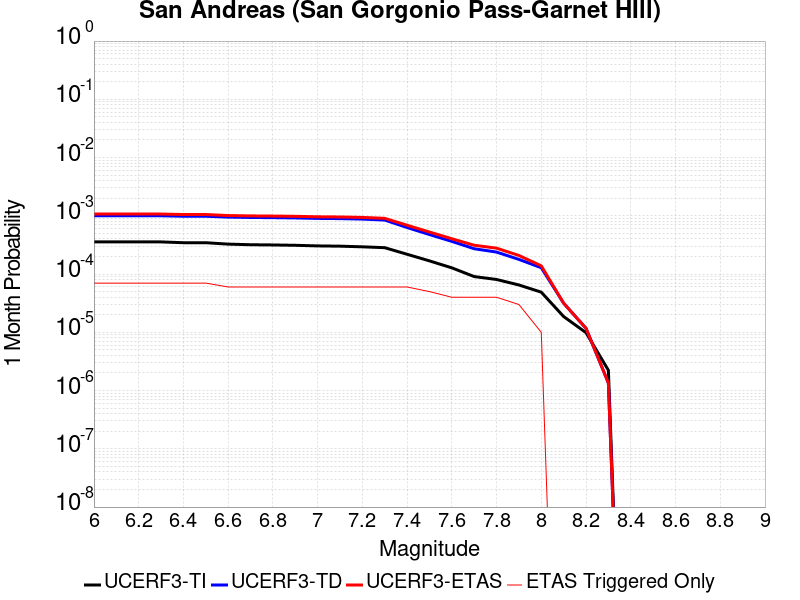 San Andreas (San Gorgonio Pass-Garnet HIll)
10^0
10^-1
10^-2
10^-3
10^-4
10^-5
10^-6
10^-7
10^-8
1 Month Probability
6 6.2 6.4 6.6 6.8 7 7.2 7.4 7.6 7.8 8 8.2 8.4 8.6 8.8 9
Magnitude
UCERF3-TI UCERF3-TD UCERF3-ETAS ETAS Triggered Only